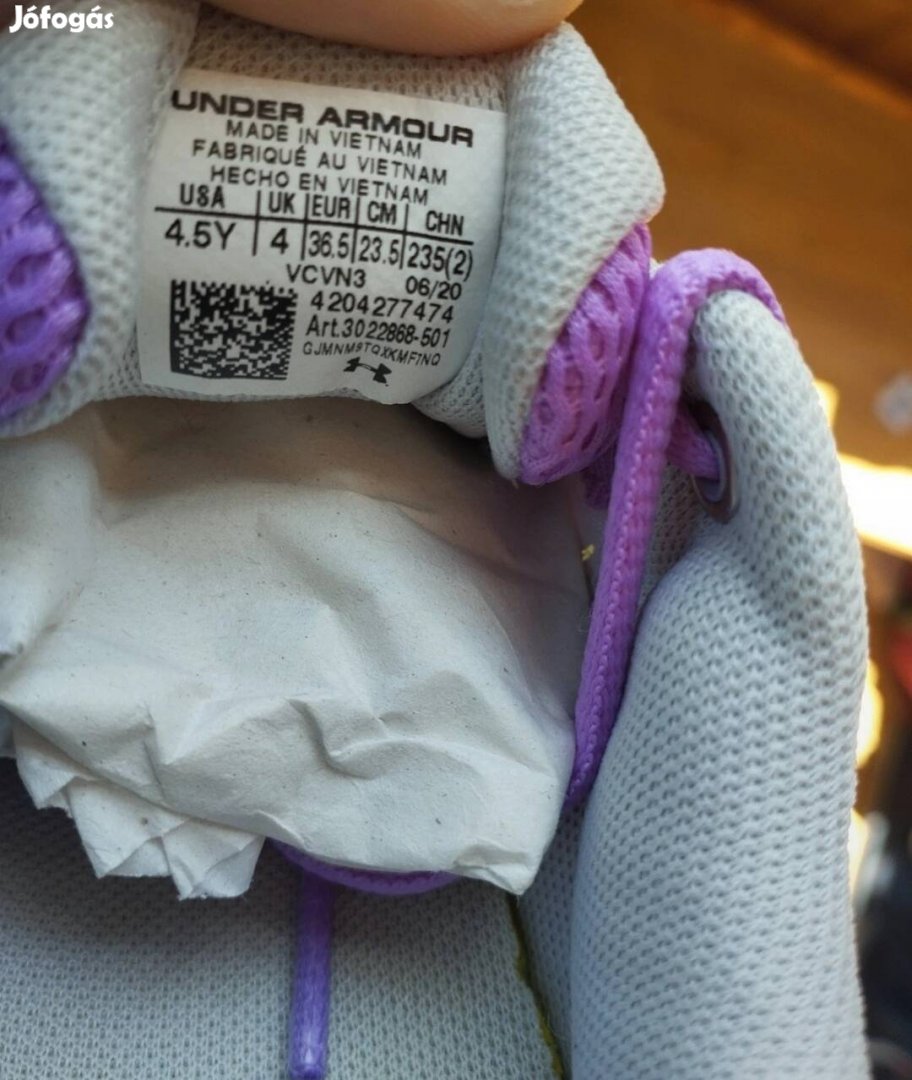 Jófogás
UNDER ARMOUR
MADE IN VIETNAM
FABRIQUÉ AU VIETNAM
HECHO EN VIETNAM
USA UK EUR CM CHN
4.5Y 4 36.5 23.5 235(2)
VCVN3 06/20
4204277474
Art.3022868-501